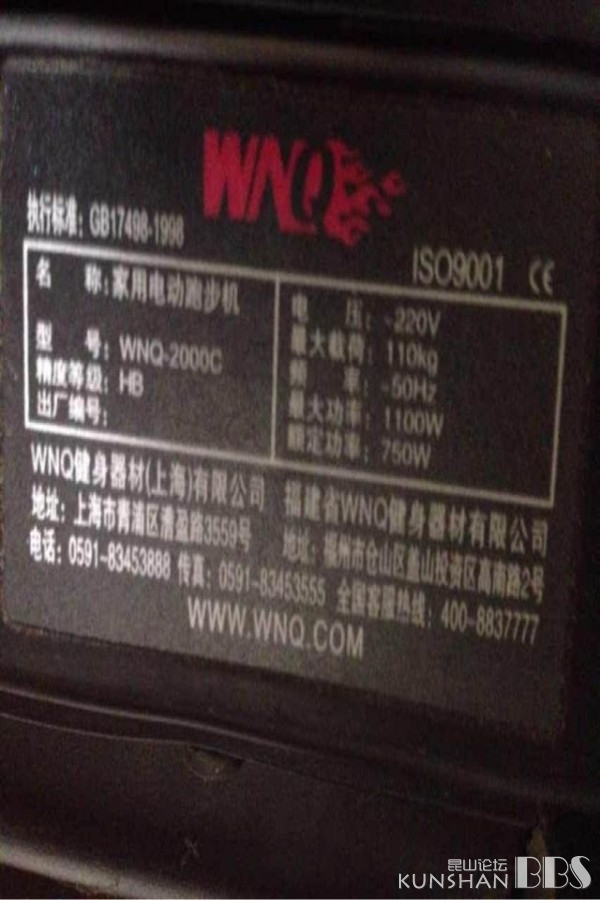 WNQ
执行标准: GB17498-1998
ISO9001 CE
名 称: 家用电动跑步机
型 号: WNQ-2000C
精度等级: HB
出厂编号:
电 压: ~220V
最大载荷: 110kg
频 率: ~50Hz
最大功率: 1100W
额定功率: 750W
WNQ健身器材(上海)有限公司 福建省WNQ健身器材有限公司
地址: 上海市青浦区清盈路3559号 地址: 福州市仓山区盖山投资区高南路2号
电话: 0591-83453888 传真: 0591-83453555 全国客服热线: 400-8837777
WWW.WNQ.COM
昆山论坛
KUNSHAN BBS